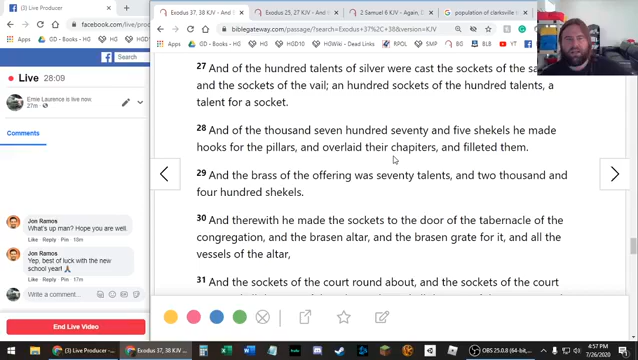 (3) Live Producer
Exodus 37, 38 KJV - And
Exodus 25, 27 KJV - And
2 Samuel 6 KJV - Again, D
population of clarksville
facebook.com/live/prod
biblegateway.com/passage/?search=Exodus+37%2C+38&version=KJV
Apps
GD - Books
HG - Books
Apps
GD - Books
HG - Books
HGtW - Dead Links
ROL
BG
BLB
YT
FB
Search
Live 28:09
Ernie Laurence is live now.
27m
Comments
Jon Ramos
What's up man? Hope you are well.
Like Reply Pin 18m
Jon Ramos
Yep, best of luck with the new
school year!
Like Reply Pin 17m
Write a comment...
End Live Video
27 And of the hundred talents of silver were cast the sockets of the sa
and the sockets of the vail; an hundred sockets of the hundred talents, a
talent for a socket.
28 And of the thousand seven hundred seventy and five shekels he made
hooks for the pillars, and overlaid their chapiters, and filleted them.
29 And the brass of the offering was seventy talents, and two thousand and
four hundred shekels.
30 And therewith he made the sockets to the door of the tabernacle of the
congregation, and the brasen altar, and the brasen grate for it, and all the
vessels of the altar,
31 And the sockets of the court round about, and the sockets of the court
(3) Live Producer
Exodus 37, 38 KJV
OBS 25.0.8 (64-bit,
4:57 PM
7/26/2020